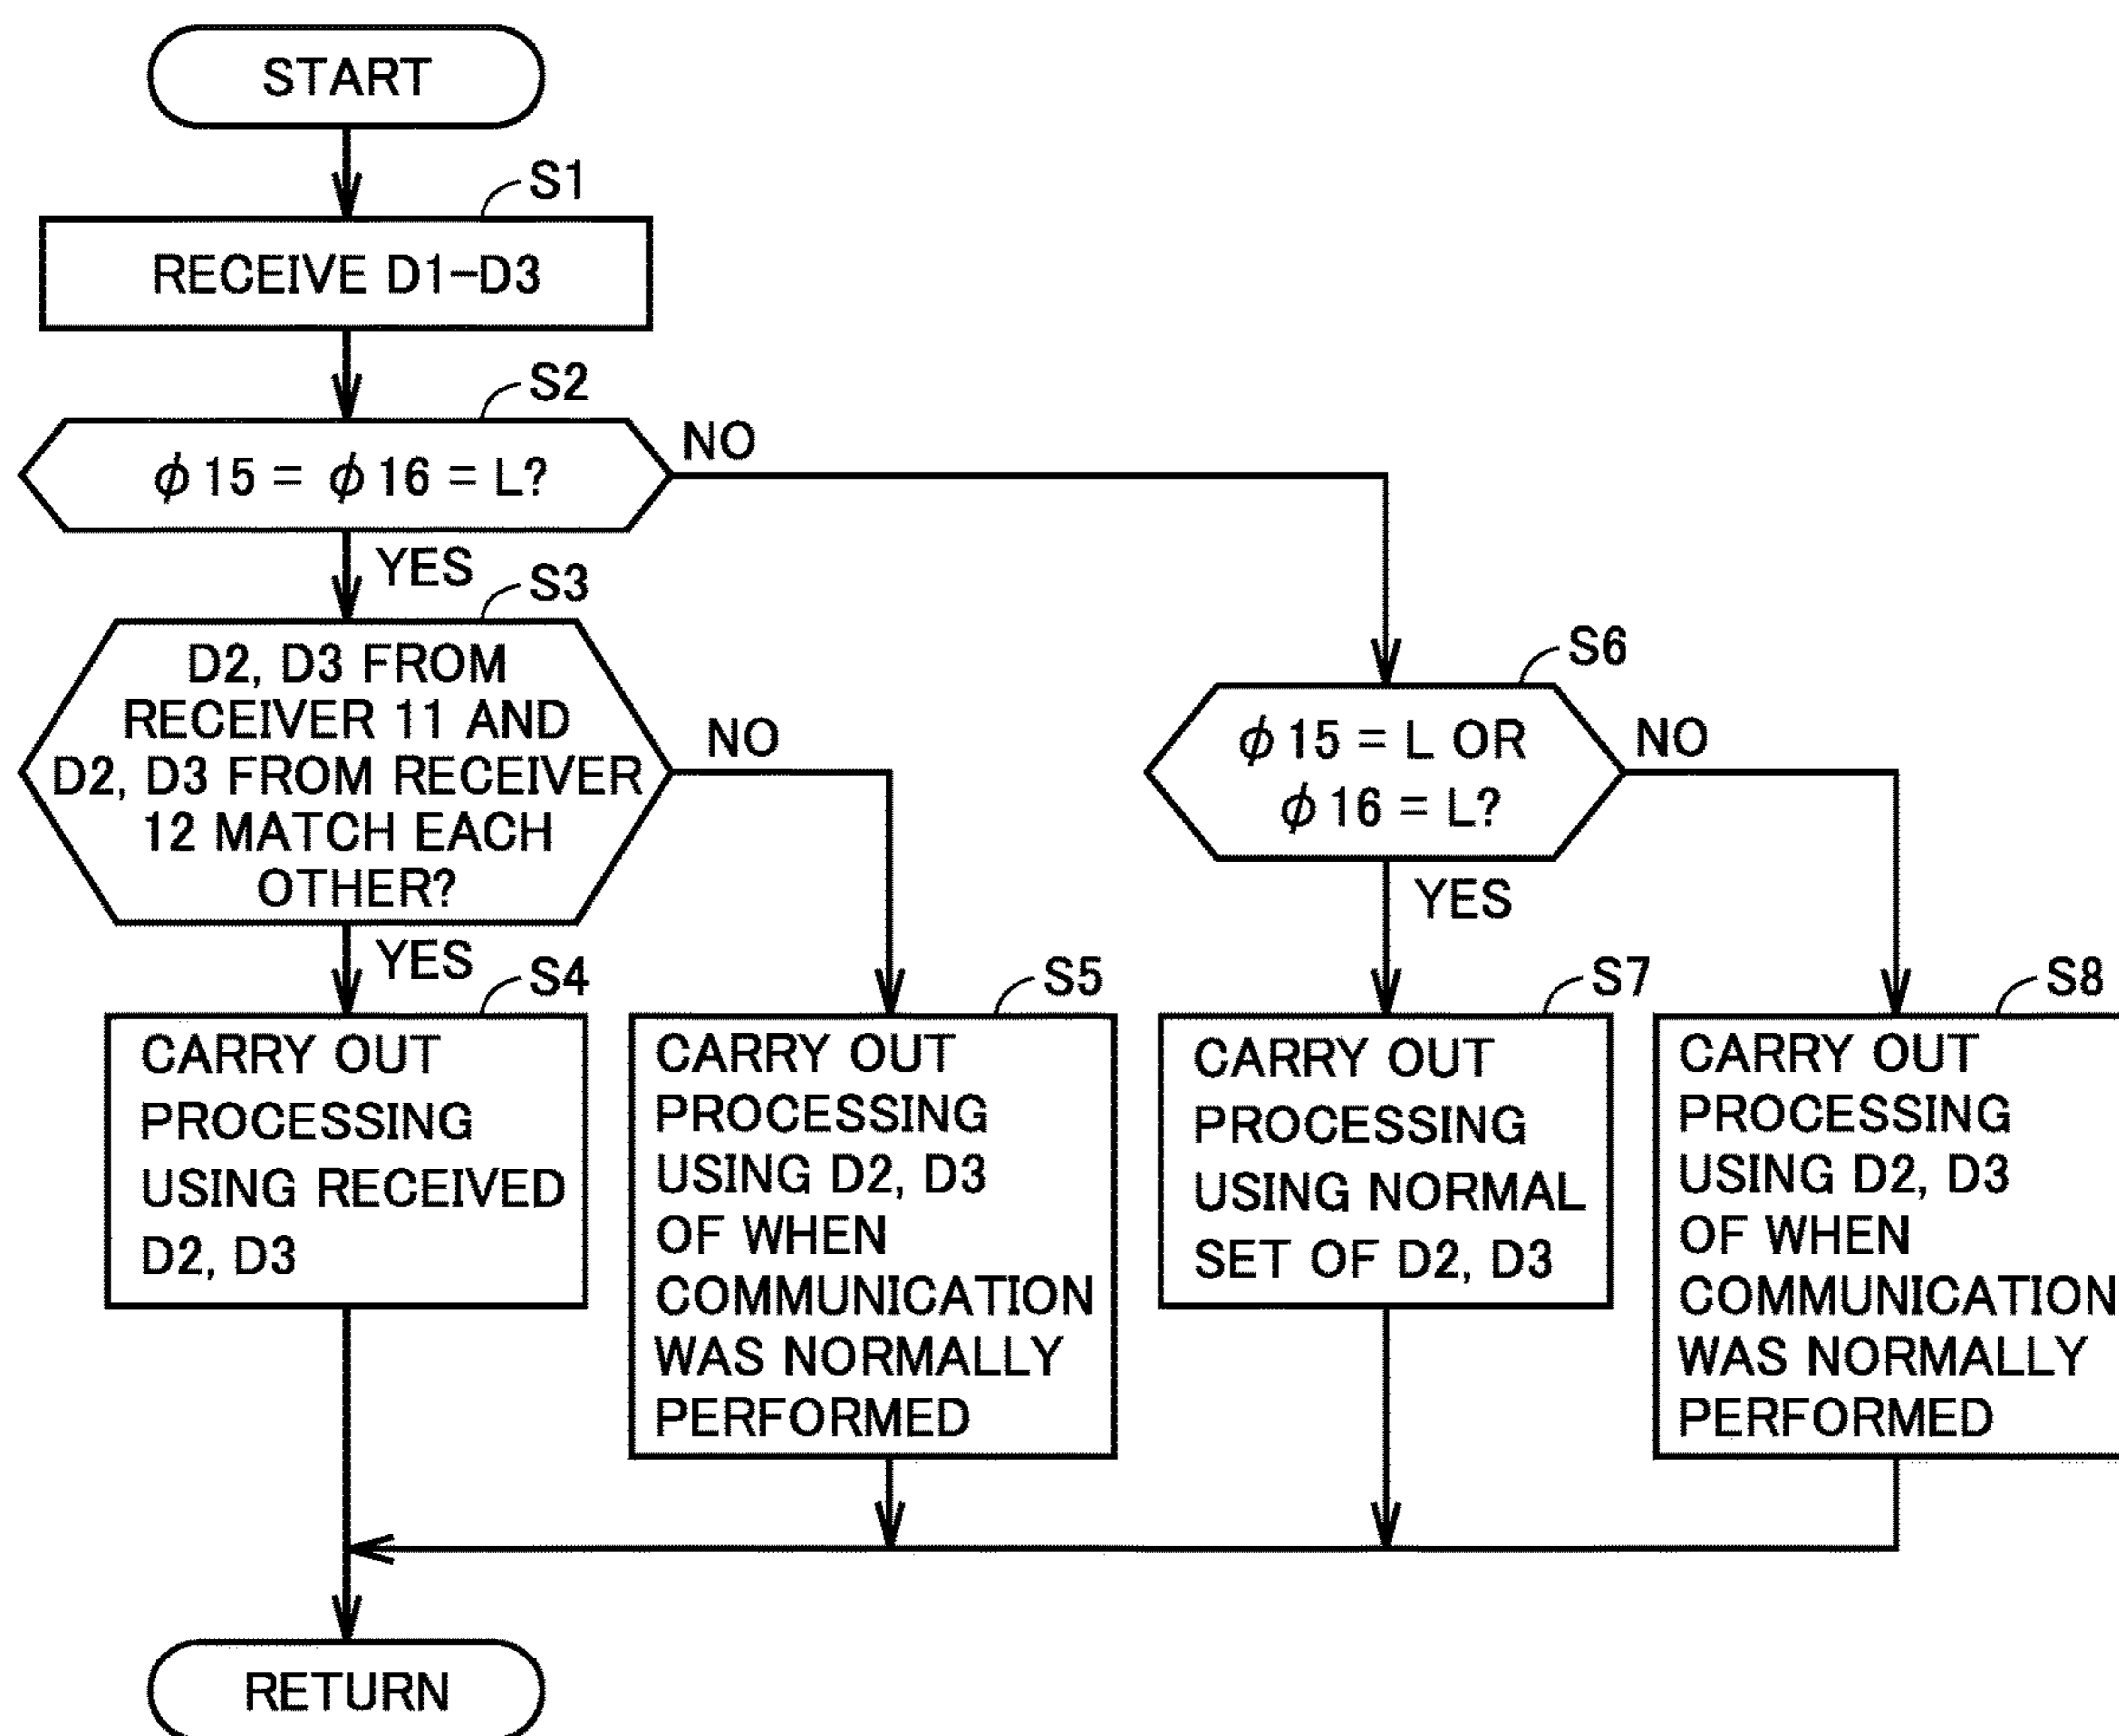 START
S1
RECEIVE D1-D3
S2
ϕ15 = ϕ16 = L?
NO
YES
S3
D2, D3 FROM
RECEIVER 11 AND
D2, D3 FROM RECEIVER
12 MATCH EACH
OTHER?
NO
YES
S6
ϕ15 = L OR
ϕ16 = L?
NO
YES
S4
CARRY OUT
PROCESSING
USING RECEIVED
D2, D3
S5
CARRY OUT
PROCESSING
USING D2, D3
OF WHEN
COMMUNICATION
WAS NORMALLY
PERFORMED
S7
CARRY OUT
PROCESSING
USING NORMAL
SET OF D2, D3
S8
CARRY OUT
PROCESSING
USING D2, D3
OF WHEN
COMMUNICATION
WAS NORMALLY
PERFORMED
RETURN